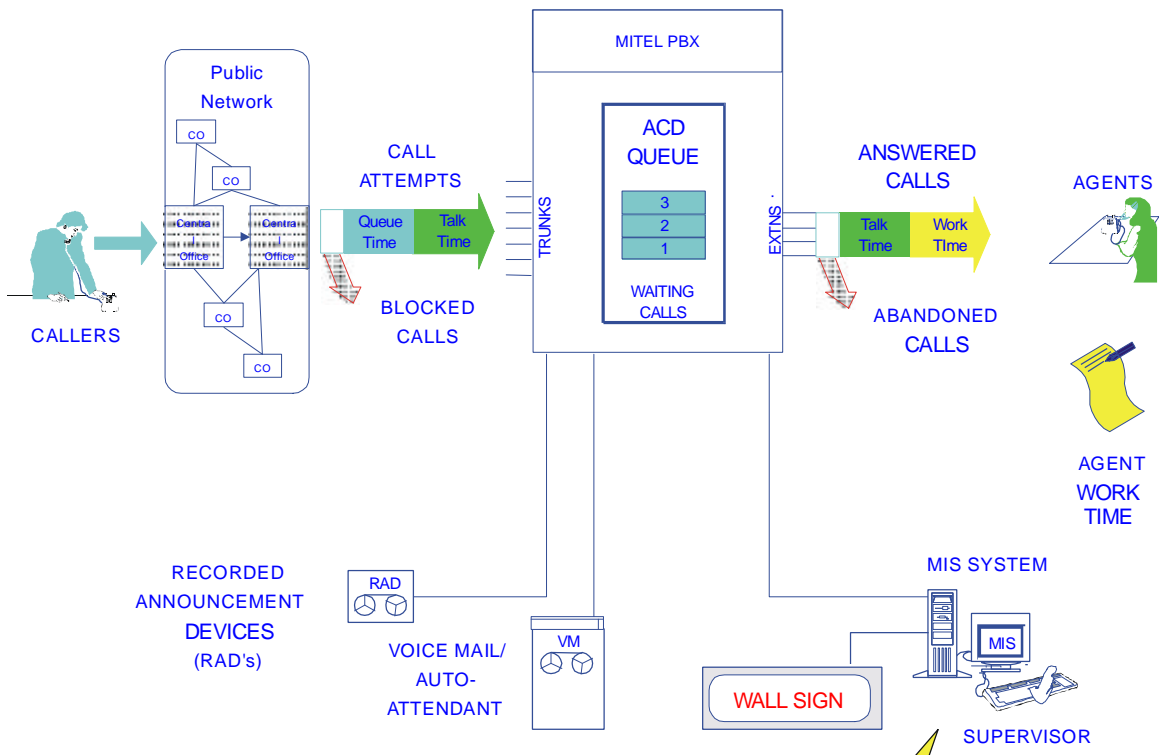 MITEL PBX
Public
Network
CO
CO
Centra
l
Office
Centra
l
Office
CO
CO
CALLERS
CALL
ATTEMPTS
Queue
Time
Talk
Time
BLOCKED
CALLS
TRUNKS
ACD
QUEUE
3
2
1
WAITING
CALLS
EXTNS .
ANSWERED
CALLS
Talk
Time
Work
TIme
ABANDONED
CALLS
AGENTS
AGENT
WORK
TIME
RECORDED
ANNOUNCEMENT
DEVICES
(RAD's)
RAD
VOICE MAIL/
AUTO-
ATTENDANT
VM
MIS SYSTEM
MIS
WALL SIGN
SUPERVISOR